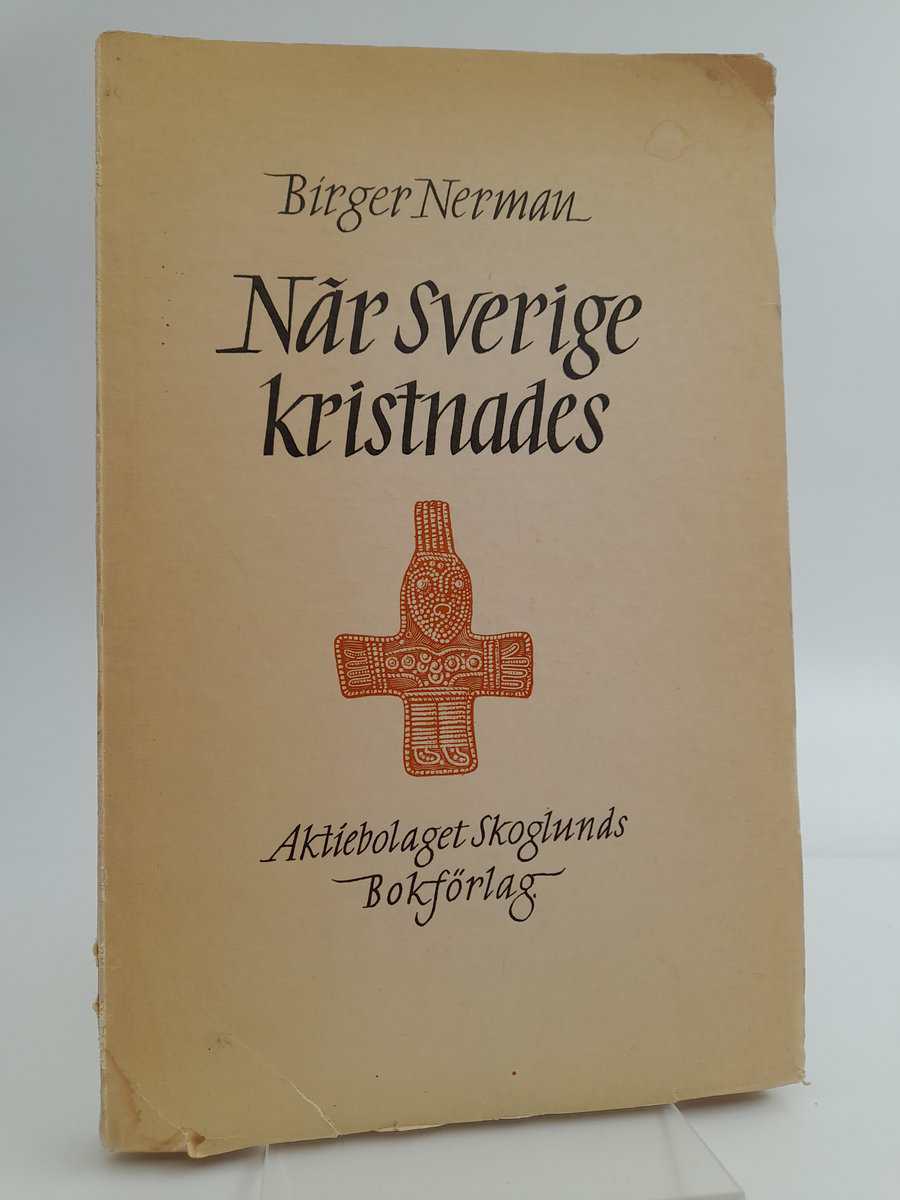 Birger Nerman
När Sverige
kristnades
Aktiebolaget Skoglunds
Bokförlag.